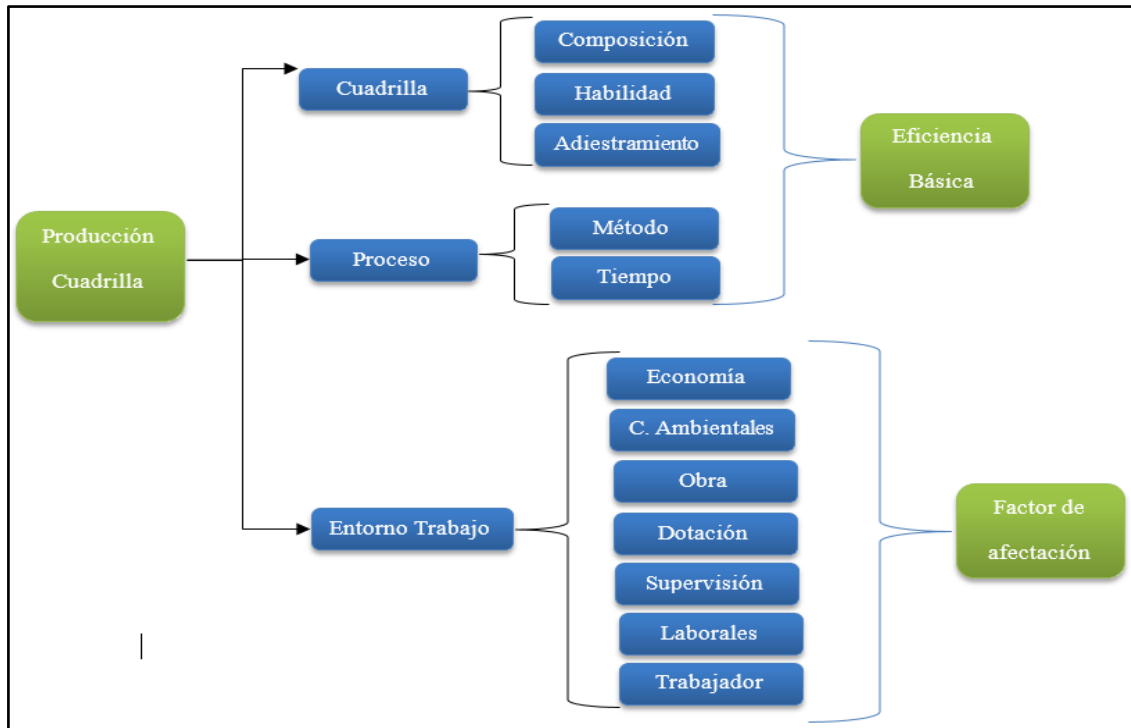 Producción
Cuadrilla
Cuadrilla
Composición
Habilidad
Adiestramiento
Proceso
Método
Tiempo
Eficiencia
Básica
Entorno Trabajo
Economía
C. Ambientales
Obra
Dotación
Supervisión
Laborales
Trabajador
Factor de
afectación